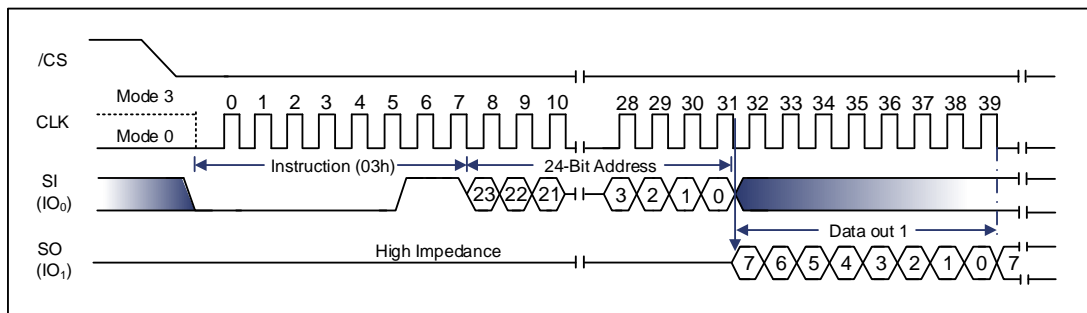 /CS
Mode 3
0 1 2 3 4 5 6 7 8 9 10 28 29 30 31 32 33 34 35 36 37 38 39
CLK
Mode 0
Instruction (03h) 24-Bit Address
SI
(IO₀)
23 22 21 3 2 1 0
Data out 1
SO
(IO₁)
High Impedance
7 6 5 4 3 2 1 0 7